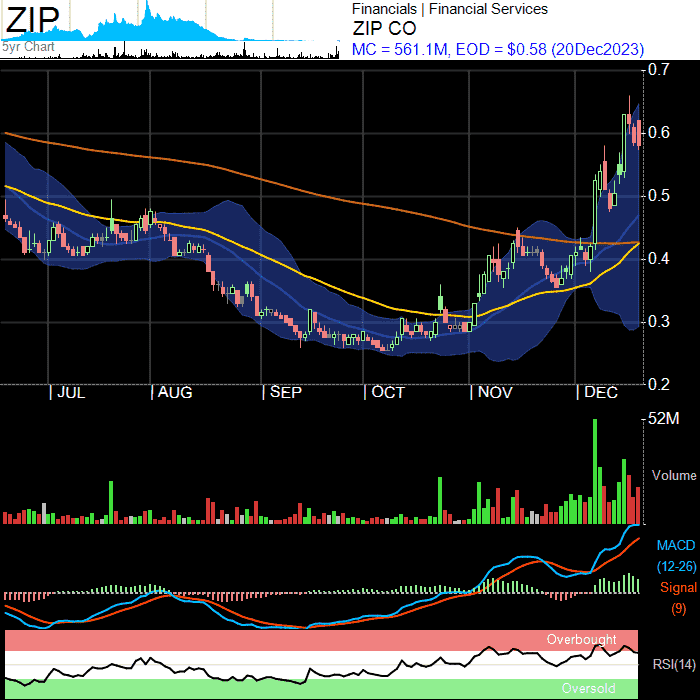 ZIP
5yr Chart
Financials | Financial Services
ZIP CO
MC = 561.1M, EOD = $0.58 (20Dec2023)
0.7
0.6
0.5
0.4
0.3
0.2
| JUL | AUG | SEP | OCT | NOV | DEC
52M
Volume
MACD
(12-26)
Signal
(9)
Overbought
RSI(14)
Oversold